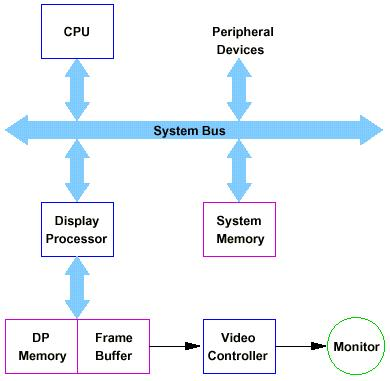 CPU
Peripheral
Devices
System Bus
Display
Processor
System
Memory
DP
Memory
Frame
Buffer
Video
Controller
Monitor